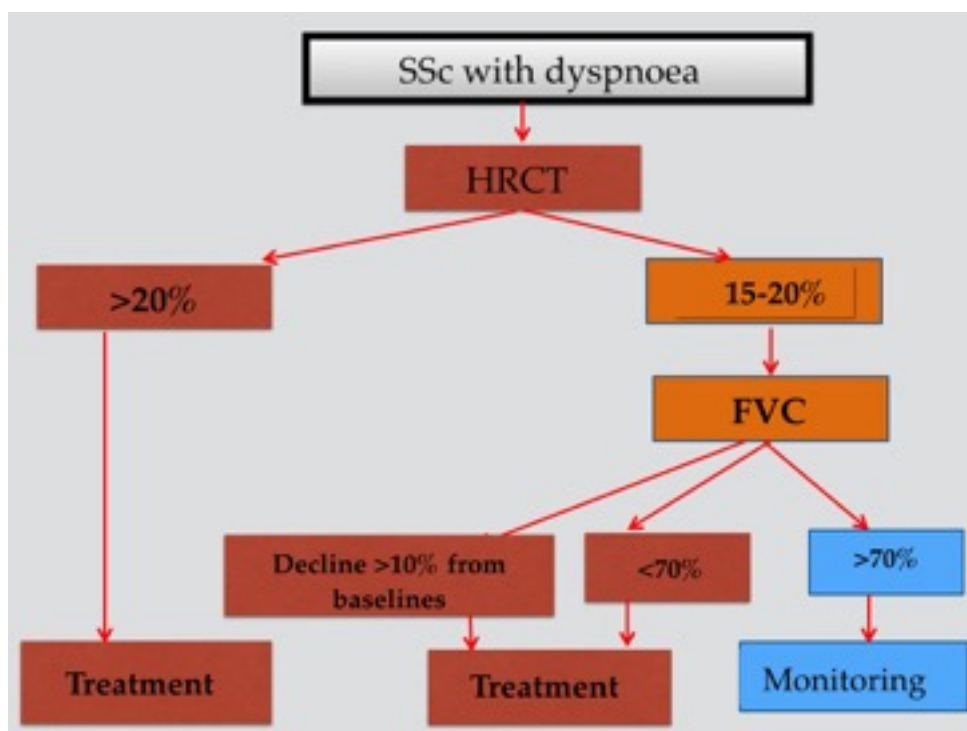 SSc with dyspnoea
HRCT
>20%
15-20%
FVC
Decline >10% from
baselines
<70%
>70%
Treatment
Treatment
Monitoring